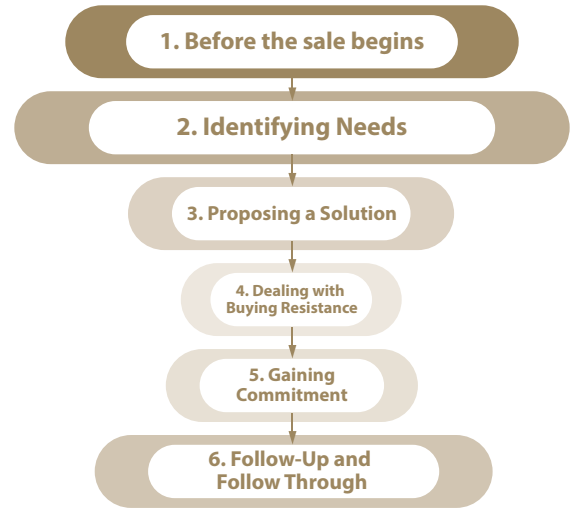 1. Before the sale begins
2. Identifying Needs
3. Proposing a Solution
4. Dealing with
Buying Resistance
5. Gaining
Commitment
6. Follow-Up and
Follow Through